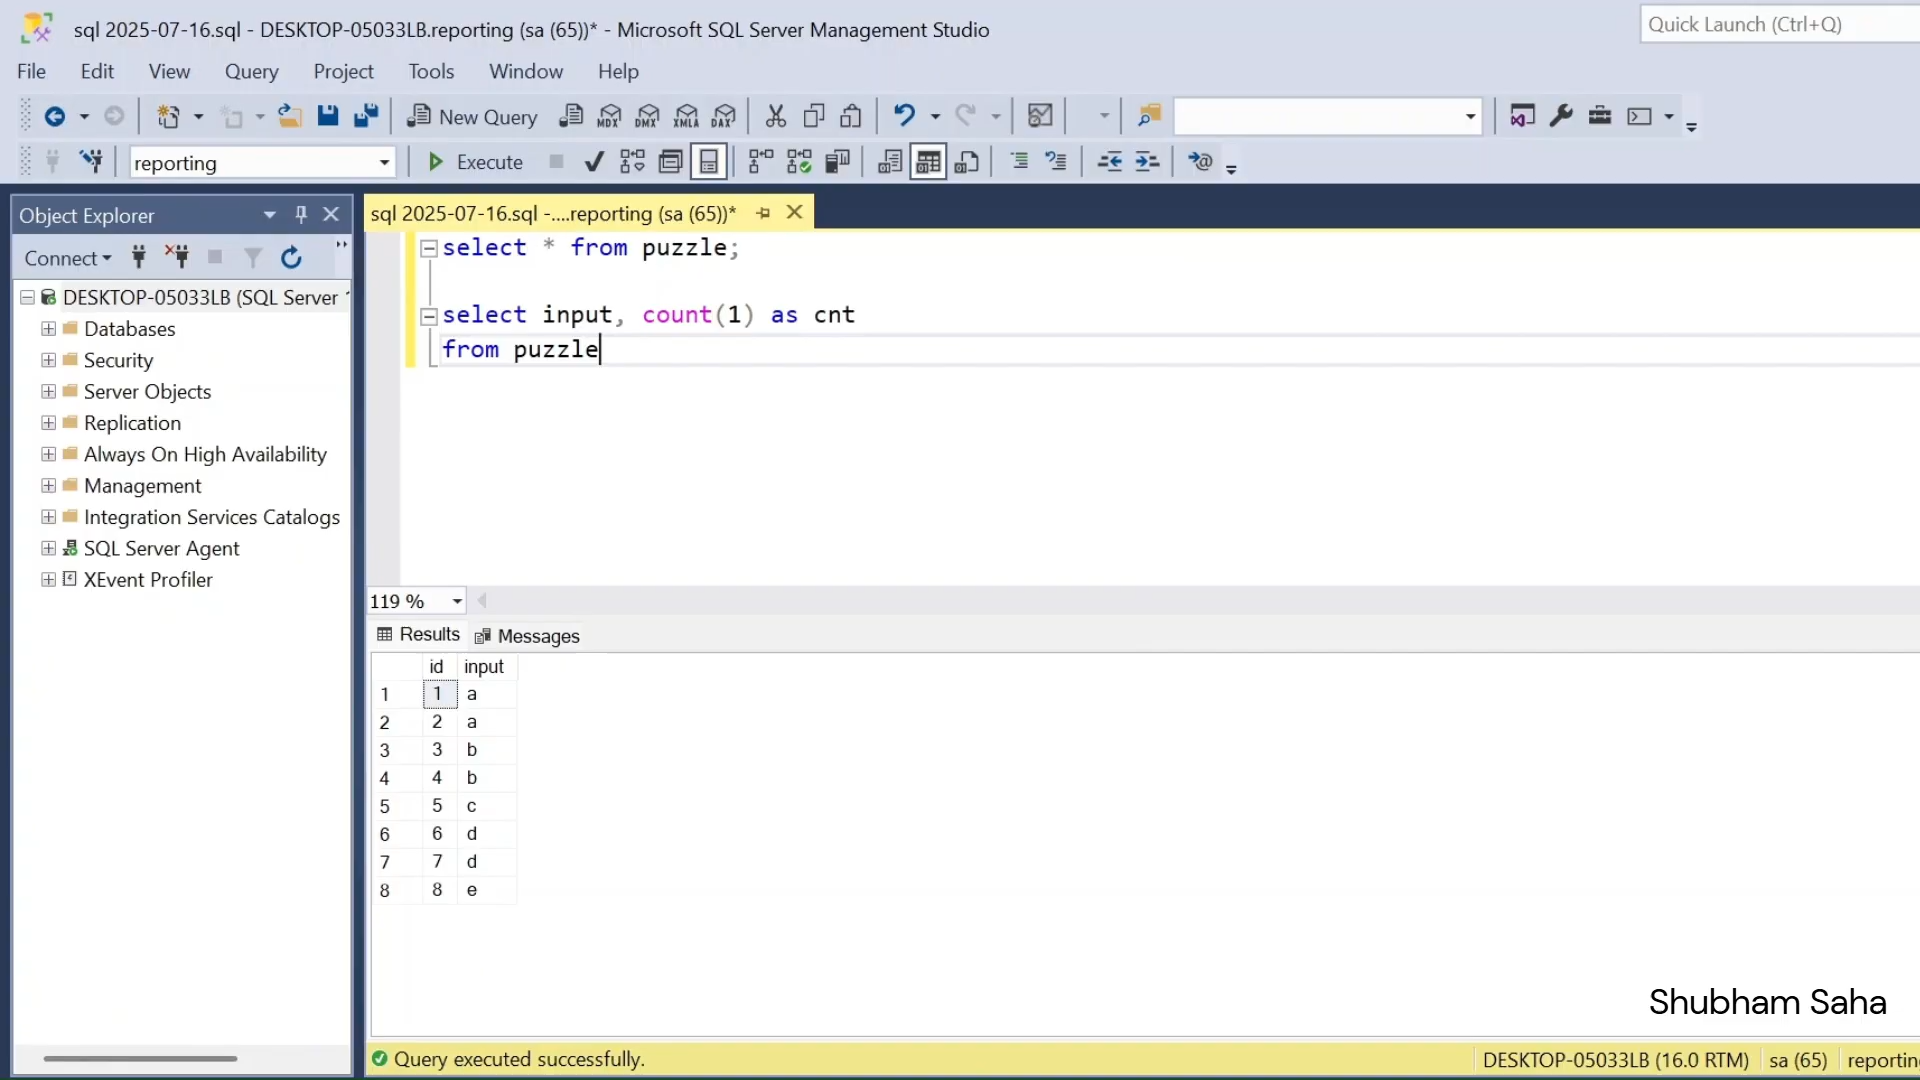 sql 2025-07-16.sql - DESKTOP-05033LB.reporting (sa (65))* - Microsoft SQL Server Management Studio
Quick Launch (Ctrl+Q)
File Edit View Query Project Tools Window Help
New Query MDX DMX XMLA DAX
reporting Execute
Object Explorer
sql 2025-07-16.sql -....reporting (sa (65))*
Connect
DESKTOP-05033LB (SQL Server
Databases
Security
Server Objects
Replication
Always On High Availability
Management
Integration Services Catalogs
SQL Server Agent
XEvent Profiler
select * from puzzle;
select input, count(1) as cnt
from puzzle
119 %
Results Messages
id input
1 1 a
2 2 a
3 3 b
4 4 b
5 5 c
6 6 d
7 7 d
8 8 e
Shubham Saha
Query executed successfully. DESKTOP-05033LB (16.0 RTM) sa (65) reportin